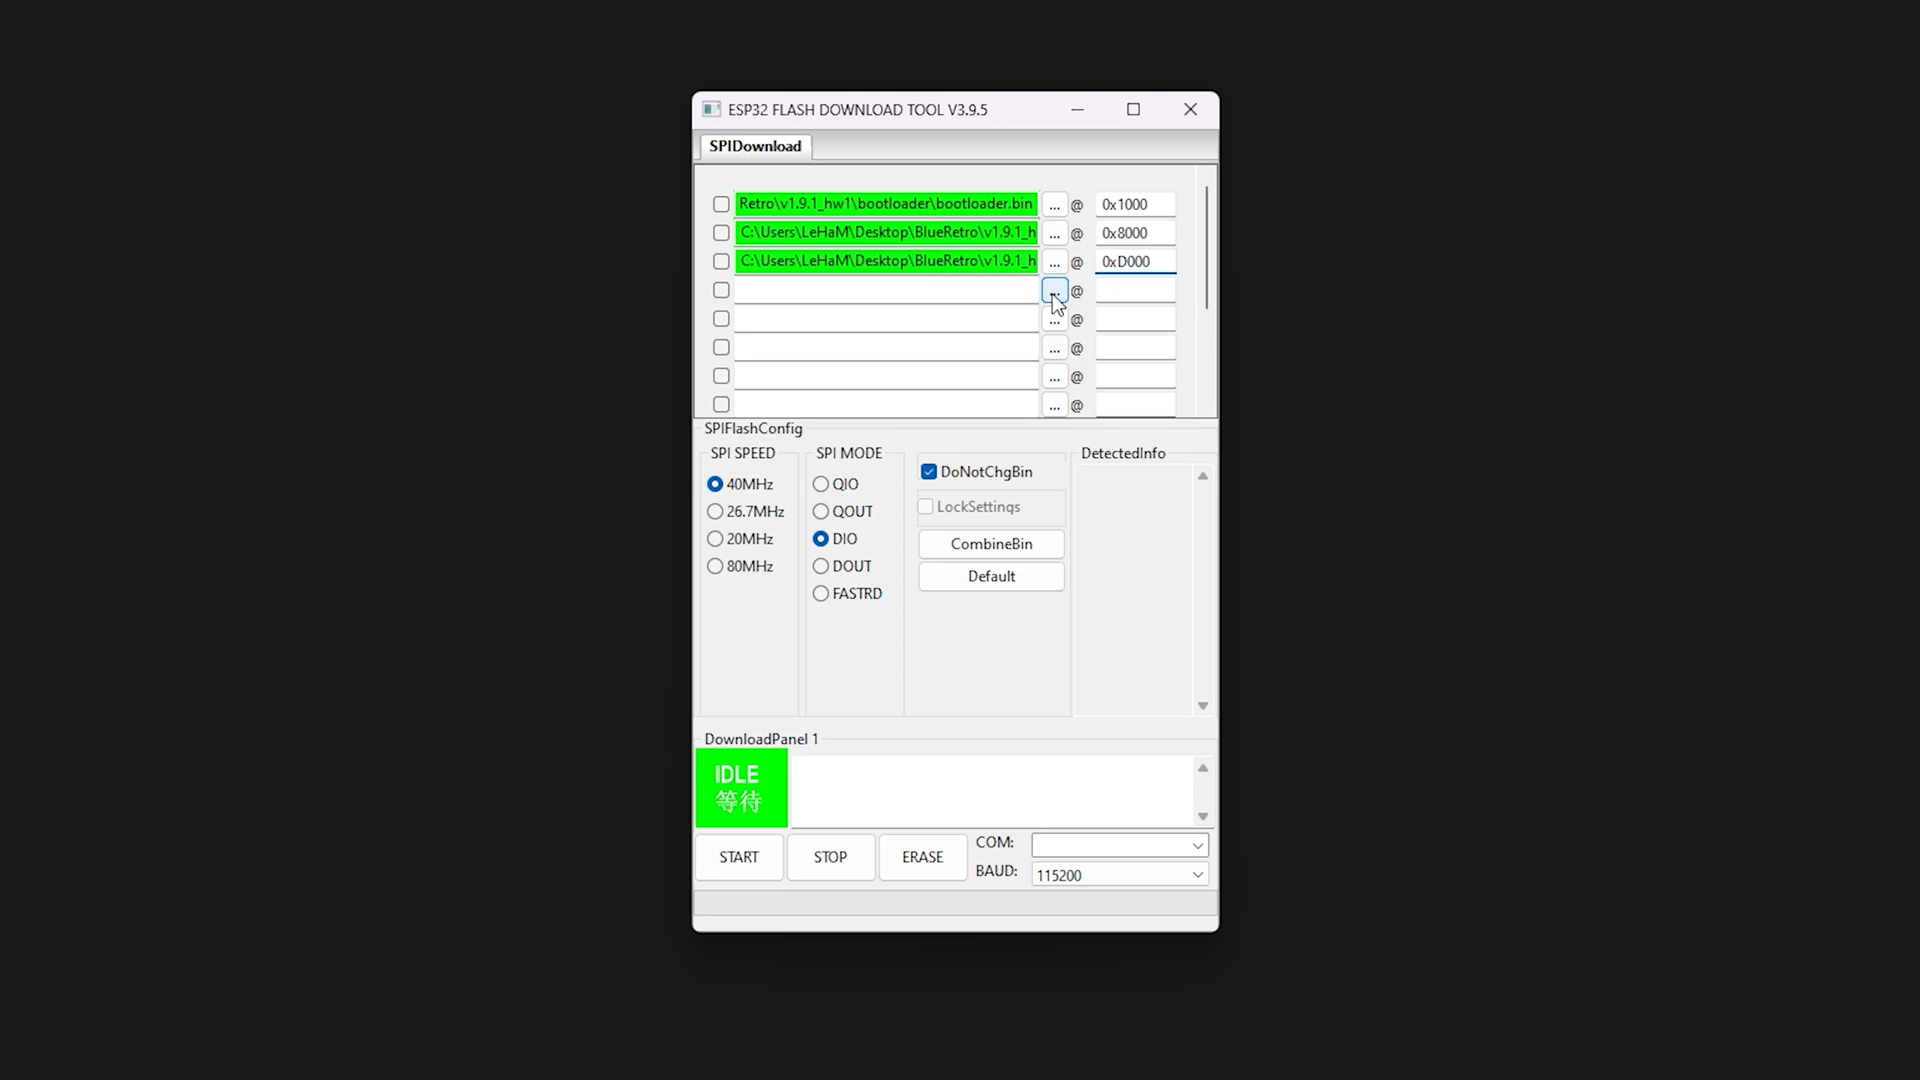 ESP32 FLASH DOWNLOAD TOOL V3.9.5
SPIDownload
Retro\v1.9.1_hw1\bootloader\bootloader.bin ... @ 0x1000
C:\Users\LeHaM\Desktop\BlueRetro\v1.9.1_h ... @ 0x8000
C:\Users\LeHaM\Desktop\BlueRetro\v1.9.1_h ... @ 0xD000
... @
... @
... @
... @
... @
SPIFlashConfig
SPI SPEED
40MHz
26.7MHz
20MHz
80MHz
SPI MODE
QIO
QOUT
DIO
DOUT
FASTRD
DoNotChgBin
LockSettings
CombineBin
Default
DetectedInfo
DownloadPanel 1
IDLE
等待
START STOP ERASE
COM:
BAUD: 115200